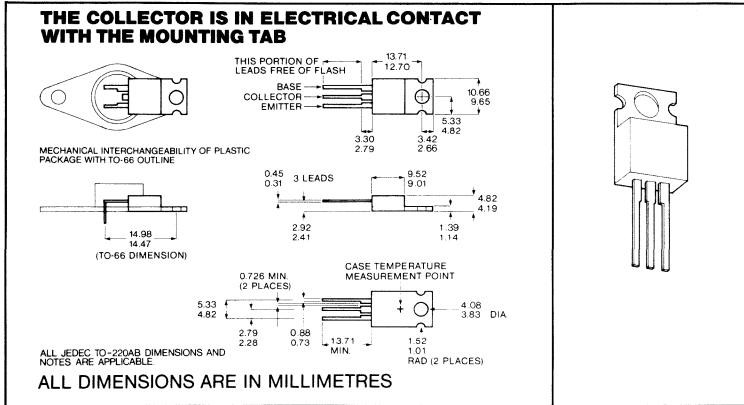 THE COLLECTOR IS IN ELECTRICAL CONTACT
WITH THE MOUNTING TAB
THIS PORTION OF
LEADS FREE OF FLASH
13.71
12.70
BASE
COLLECTOR
EMITTER
10.66
9.65
5.33
4.82
3.30
2.79
3.42
2.66
MECHANICAL INTERCHANGEABILITY OF PLASTIC
PACKAGE WITH TO-66 OUTLINE
0.45
0.31
3 LEADS
9.52
9.01
4.82
4.19
14.98
14.47
(TO-66 DIMENSION)
2.92
2.41
1.39
1.14
0.726 MIN.
(2 PLACES)
CASE TEMPERATURE
MEASUREMENT POINT
5.33
4.82
4.08
3.83 DIA
2.79
2.28
0.88
0.73
13.71
MIN.
1.52
1.01
RAD (2 PLACES)
ALL JEDEC TO-220AB DIMENSIONS AND
NOTES ARE APPLICABLE
ALL DIMENSIONS ARE IN MILLIMETRES